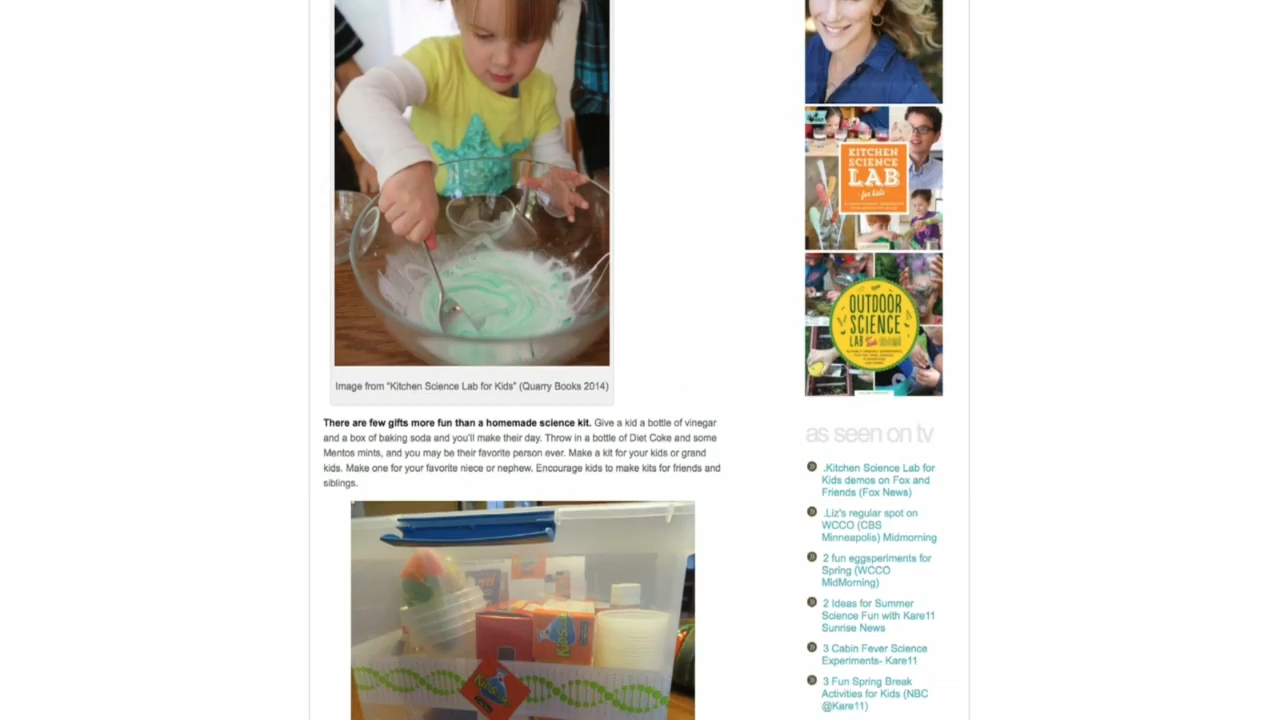 Image from "Kitchen Science Lab for Kids" (Quarry Books 2014)
There are few gifts more fun than a homemade science kit. Give a kid a bottle of vinegar
and a box of baking soda and you'll make their day. Throw in a bottle of Diet Coke and some
Mentos mints, and you may be their favorite person ever. Make a kit for your kids or grand
kids. Make one for your favorite niece or nephew. Encourage kids to make kits for friends and
siblings.
KITCHEN
SCIENCE
LAB
for kids
OUTDOOR
SCIENCE
LAB
as seen on tv
.Kitchen Science Lab for
Kids demos on Fox and
Friends (Fox News)
.Liz's regular spot on
WCCO (CBS
Minneapolis) Midmorning
2 fun eggsperiments for
Spring (WCCO
MidMorning)
2 Ideas for Summer
Science Fun with Kare11
Sunrise News
3 Cabin Fever Science
Experiments- Kare11
3 Fun Spring Break
Activities for Kids (NBC
@Kare11)